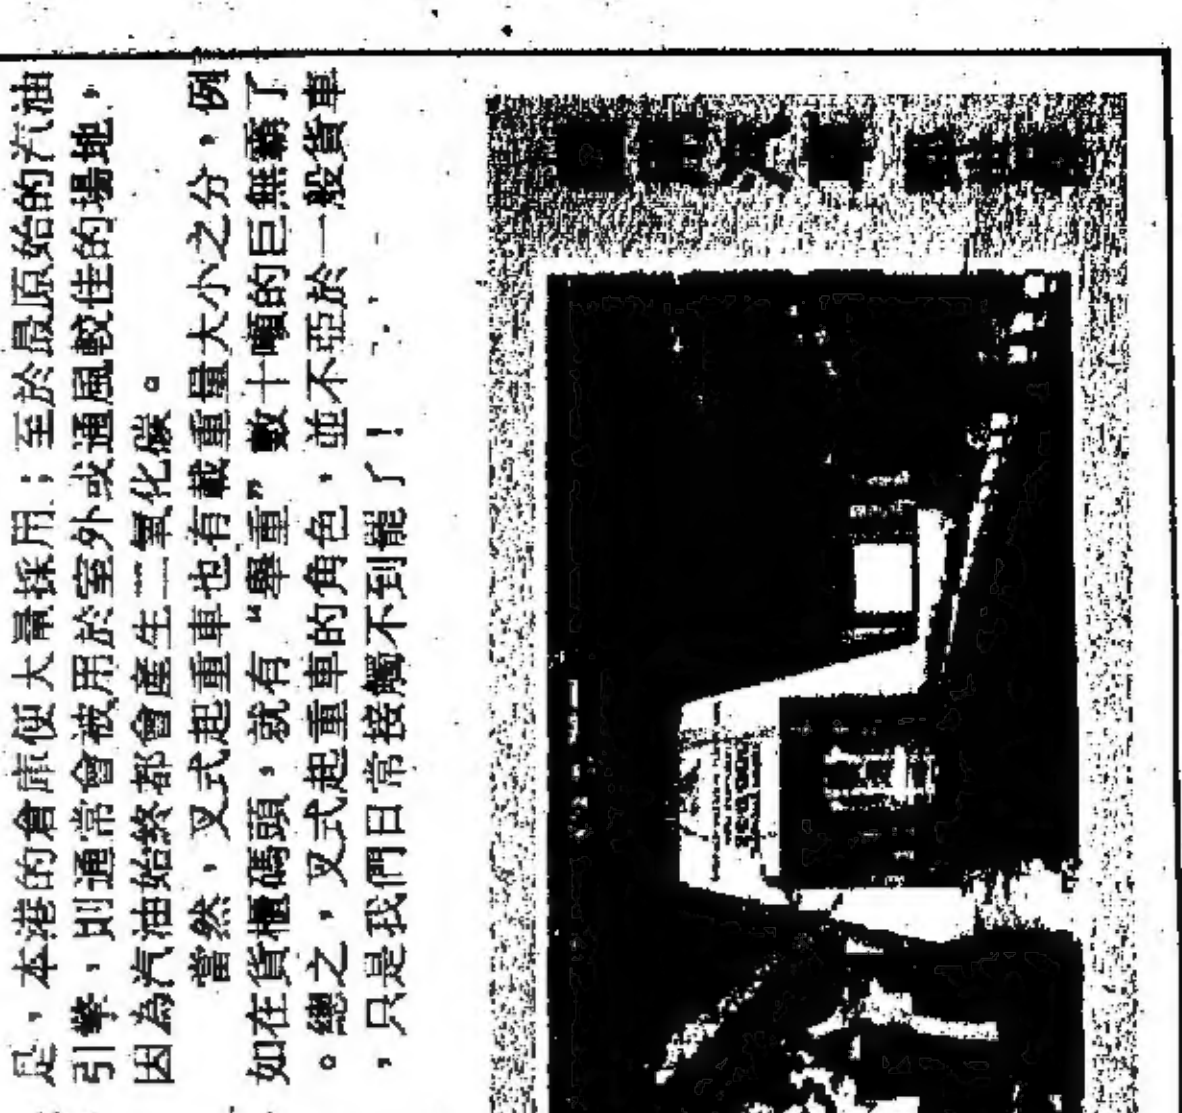 是，本港的倉庫便大量採用；至於最原始的汽油
引擎，則通常會被用於室外或通風較佳的場地，
因為汽油始終都會產生二氧化碳。
當然，叉式起重車也有載重量大小之分，例
如在貨櫃碼頭，就有“舉重”數十噸的巨無霸了
。總之，叉式起重車的角色，並不亞於一般貨車
，只是我們日常接觸不到罷了！